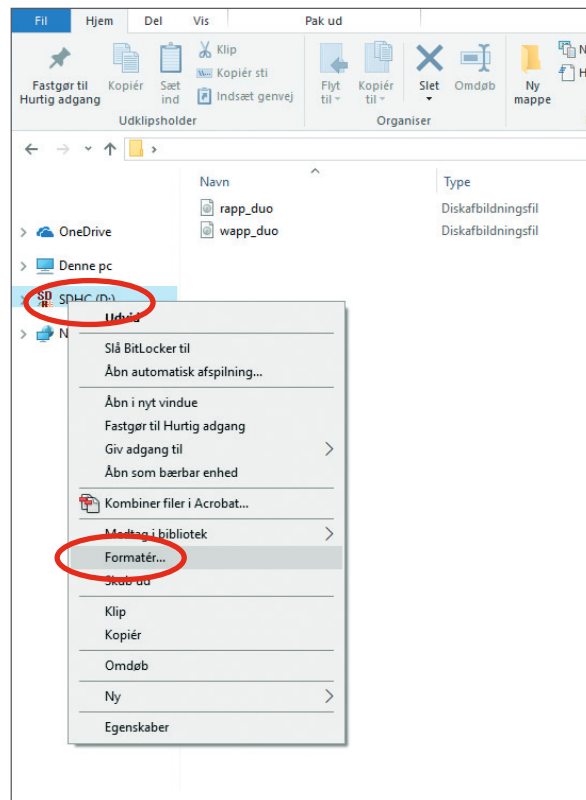 Fil Hjem Del Vis Pak ud
Fastgør til
Hurtig adgang
Kopiér
Sæt
ind
Klip
Kopiér sti
Indsæt genvej
Flyt
til
Kopiér
til
Slet
Omdøb
Ny
mappe
N
H
Udklipsholder
Organiser
Navn
Type
rapp_duo
Diskafbildningsfil
wapp_duo
Diskafbildningsfil
OneDrive
Denne pc
SDHC (D:)
N
Udvid
Slå BitLocker til
Åbn automatisk afspilning...
Åbn i nyt vindue
Fastgør til Hurtig adgang
Giv adgang til
Åbn som bærbar enhed
Kombiner filer i Acrobat...
Medtag i bibliotek
Formatér...
Skub ud
Klip
Kopiér
Omdøb
Ny
Egenskaber